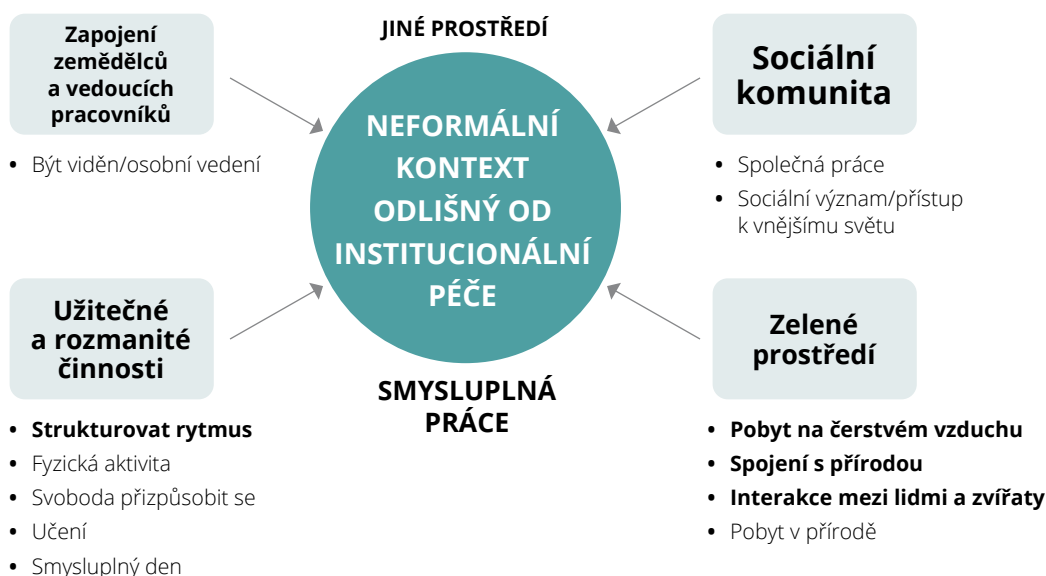 Zapojení
zemědělců
a vedoucích
pracovníků
• Být viděn/osobní vedení
JINÉ PROSTŘEDÍ
NEFORMÁLNÍ
KONTEXT
ODLIŠNÝ OD
INSTITUCIONÁLNÍ
PÉČE
SMYSLUPLNÁ
PRÁCE
Sociální
komunita
• Společná práce
• Sociální význam/přístup
k vnějšímu světu
Užitečné
a rozmanité
činnosti
• Strukturovat rytmus
• Fyzická aktivita
• Svoboda přizpůsobit se
• Učení
• Smysluplný den
Zelené
prostředí
• Pobyt na čerstvém vzduchu
• Spojení s přírodou
• Interakce mezi lidmi a zvířaty
• Pobyt v přírodě